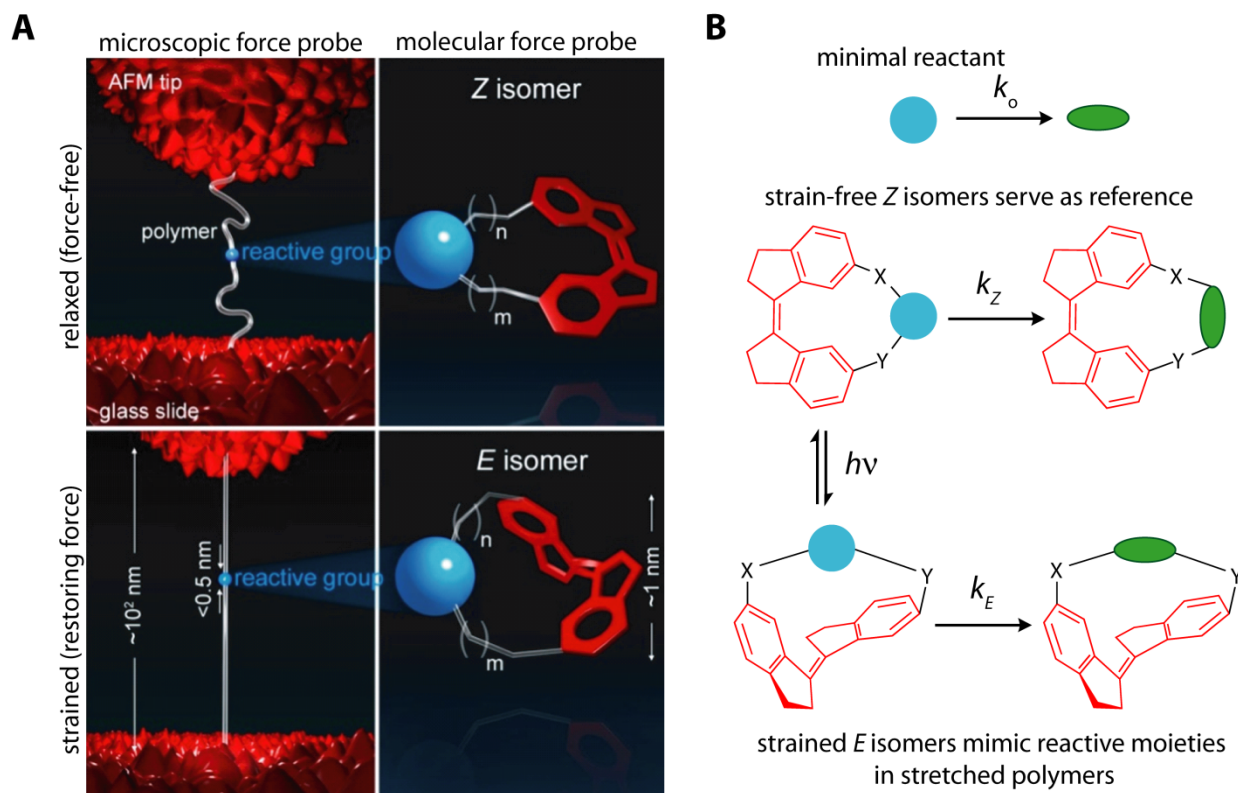 A
microscopic force probe
molecular force probe
relaxed (force-free)
AFM tip
polymer
reactive group
glass slide
Z isomer
n
m
strained (restoring force)
~10² nm
<0.5 nm
reactive group
E isomer
n
m
~1 nm
B
minimal reactant
kₒ
strain-free Z isomers serve as reference
X
Y
k_Z
X
Y
hν
X
Y
k_E
X
Y
strained E isomers mimic reactive moieties
in stretched polymers